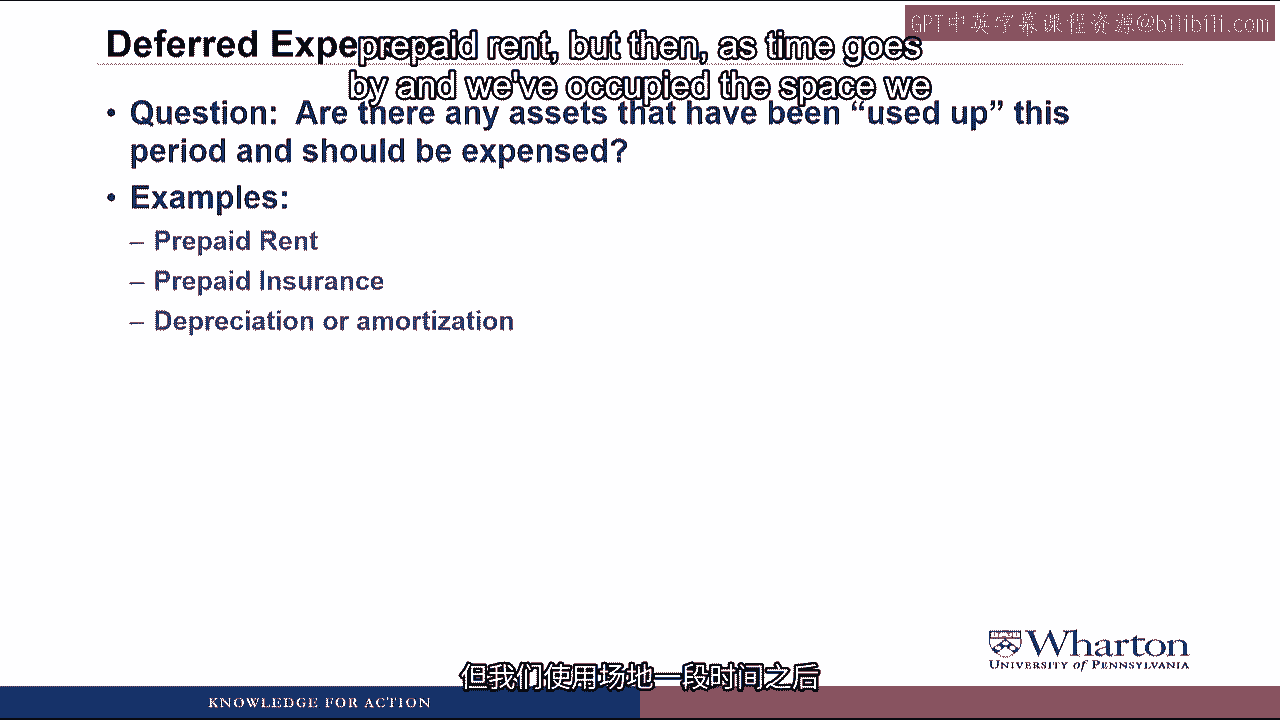 GPT中英字幕课程资源@bilibili.com
Deferred Expe
prepaid rent, but then, as time goes
by and we've occupied the space we
• Question: Are there any assets that have been “used up” this
period and should be expensed?
• Examples:
– Prepaid Rent
– Prepaid Insurance
– Depreciation or amortization
Wharton
UNIVERSITY of PENNSYLVANIA
但我们使用场地一段时间之后
KNOWLEDGE FOR ACTION